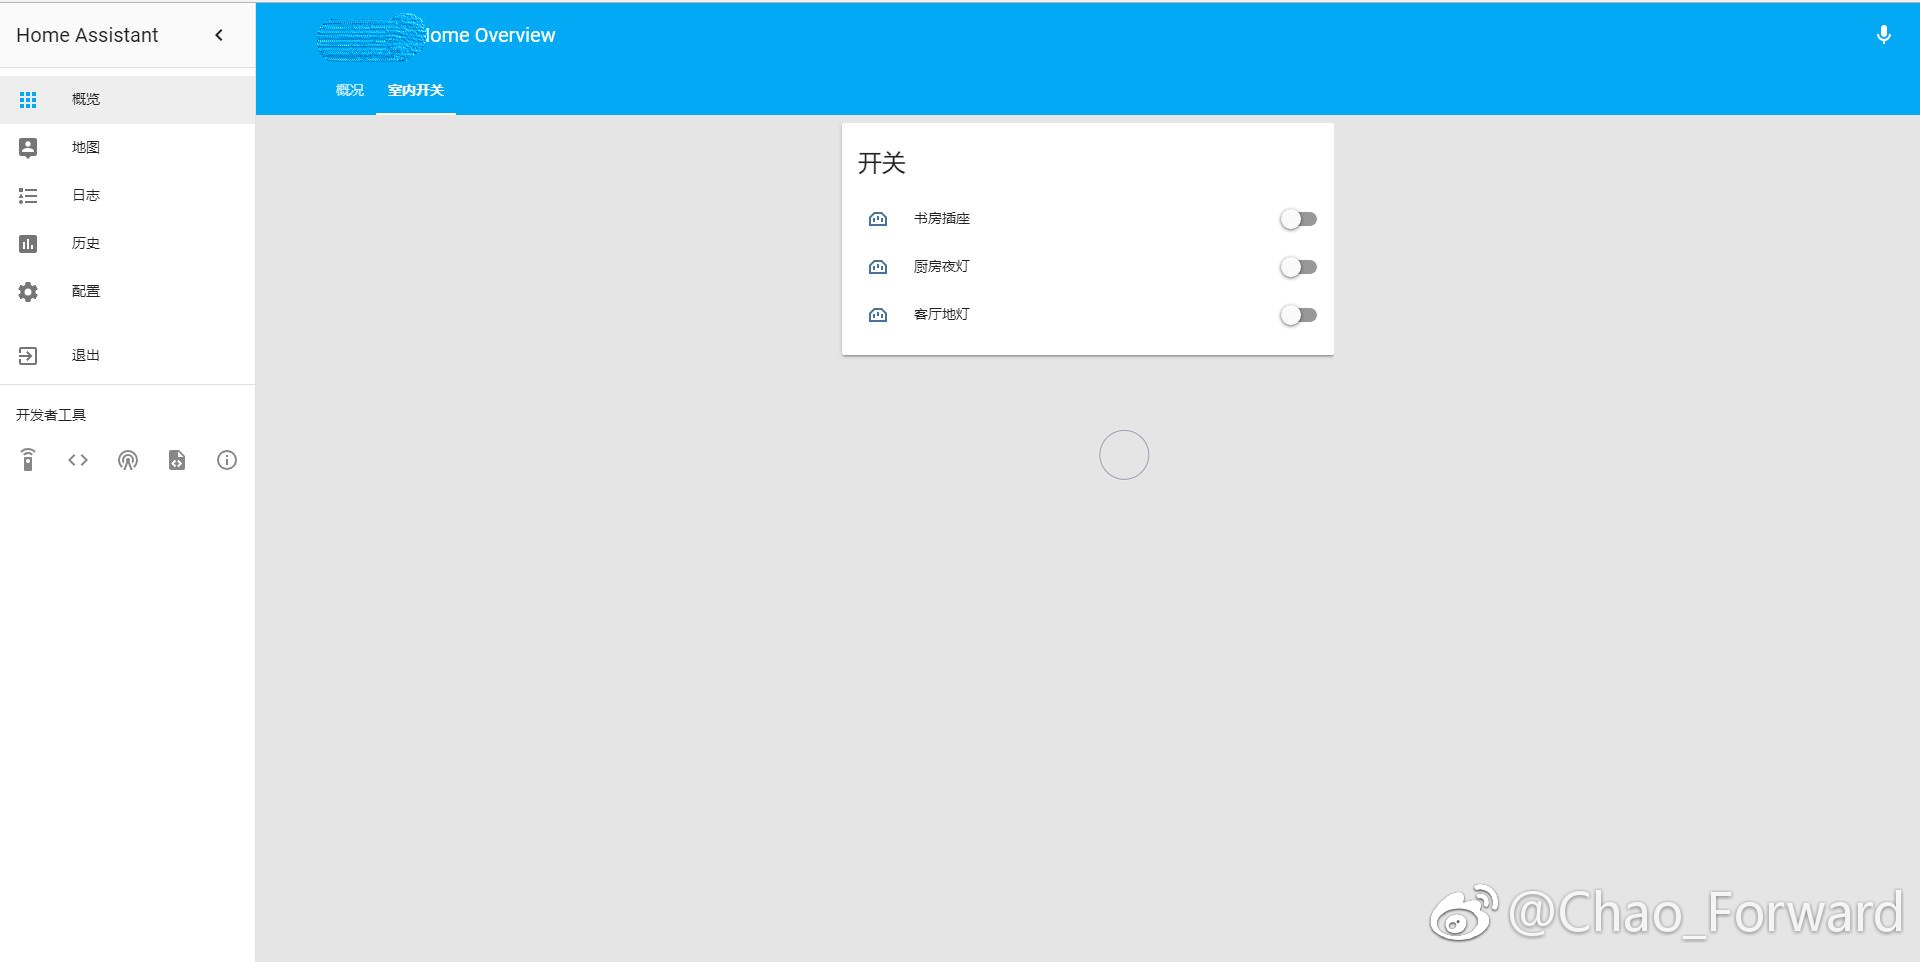 Home Assistant
Home Overview
概况
室内开关
概览
地图
日志
历史
配置
退出
开发者工具
开关
书房插座
厨房夜灯
客厅地灯
@Chao_Forward